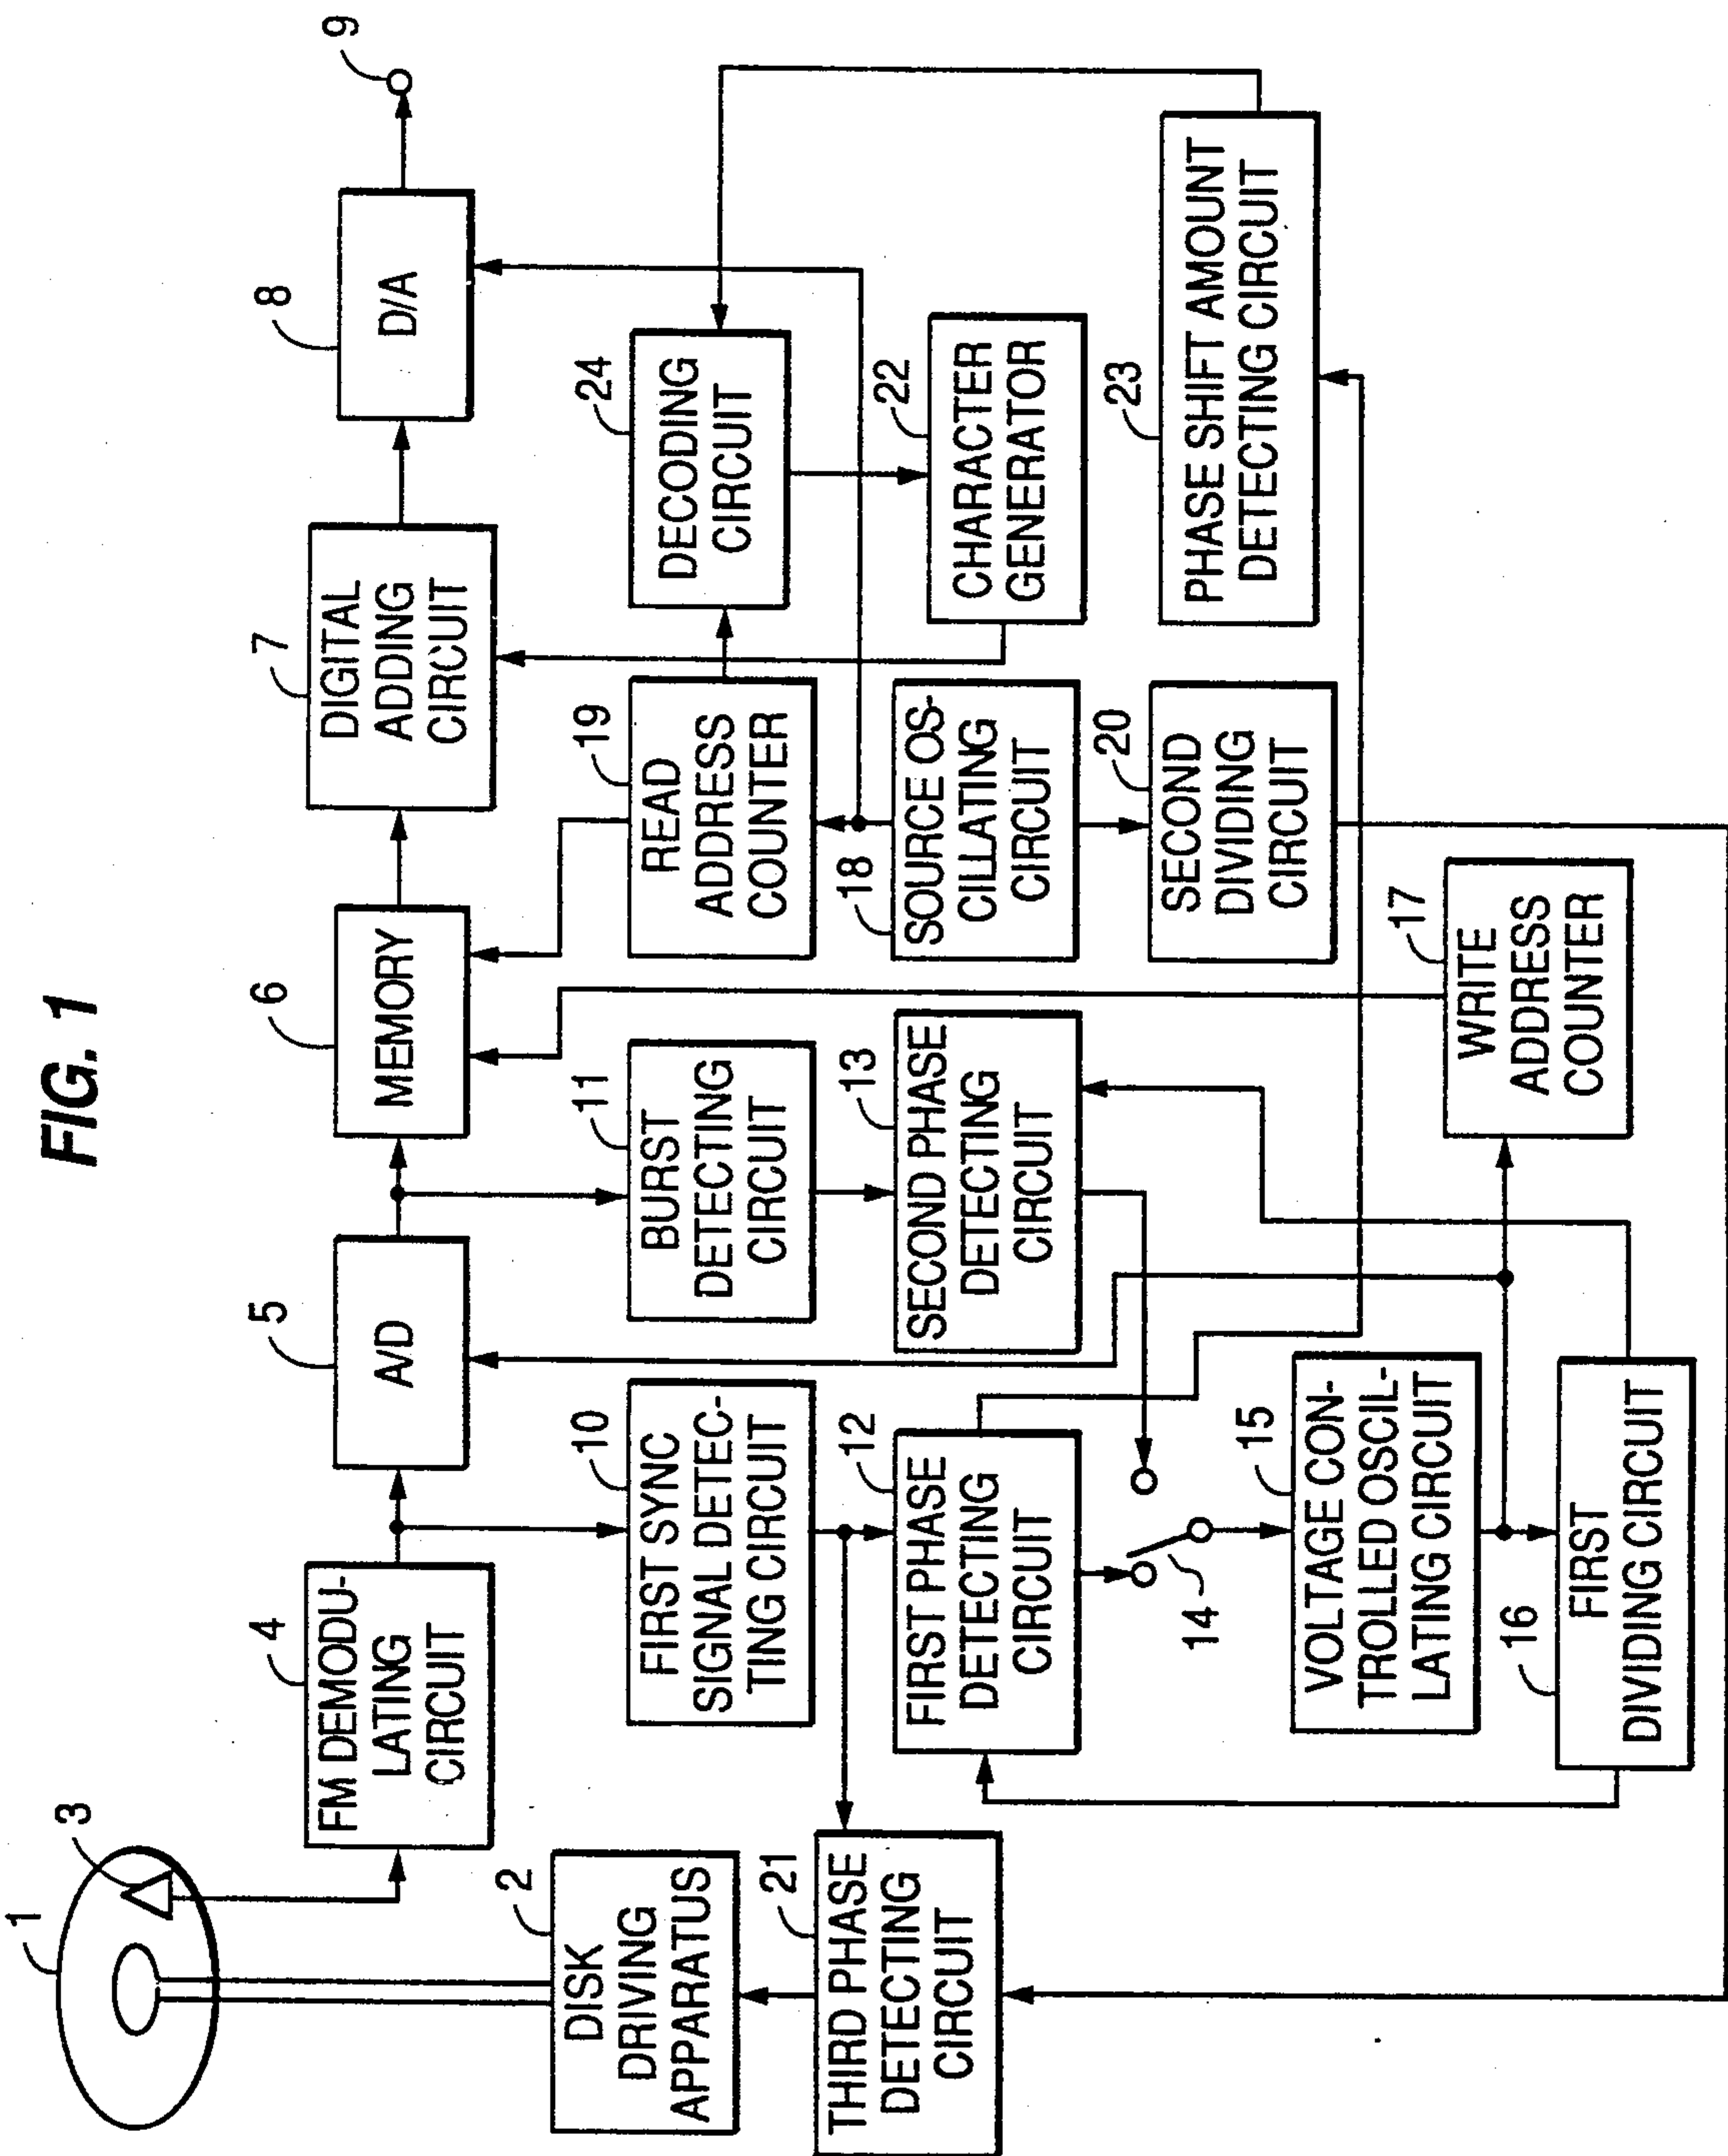 FIG. 1
1
3
4
FM DEMODU-
LATING
CIRCUIT
5
A/D
6
MEMORY
7
DIGITAL
ADDING
CIRCUIT
8
D/A
9
2
DISK
DRIVING
APPARATUS
10
FIRST SYNC
SIGNAL DETEC-
TING CIRCUIT
11
BURST
DETECTING
CIRCUIT
19
READ
ADDRESS
COUNTER
24
DECODING
CIRCUIT
21
THIRD PHASE
DETECTING
CIRCUIT
12
FIRST PHASE
DETECTING
CIRCUIT
13
SECOND PHASE
DETECTING
CIRCUIT
18
SOURCE OS-
CILLATING
CIRCUIT
22
CHARACTER
GENERATOR
14
15
VOLTAGE CON-
TROLLED OSCIL-
LATING CIRCUIT
20
SECOND
DIVIDING
CIRCUIT
23
PHASE SHIFT AMOUNT
DETECTING CIRCUIT
16
FIRST
DIVIDING CIRCUIT
17
WRITE
ADDRESS
COUNTER